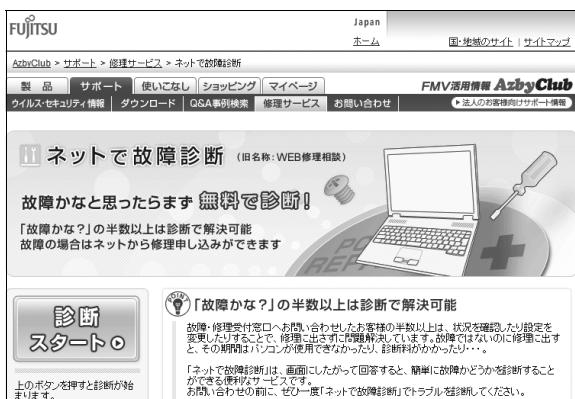 FUJITSU
Japan
ホーム 国・地域のサイト | サイトマップ
AzbyClub > サポート > 修理サービス > ネットで故障診断
製品 サポート 使いこなし ショッピング マイページ FMV活用情報 AzbyClub
ウイルス・セキュリティ情報 ダウンロード Q&A事例検索 修理サービス お問い合わせ 法人のお客様向けサポート情報
ネットで故障診断 (旧名称:WEB修理相談)
故障かなと思ったらまず 無料で診断!
「故障かな?」の半数以上は診断で解決可能
故障の場合はネットから修理申し込みができます
PC
REPAIR
診断
スタート
上のボタンを押すと診断が始
まります。
POINT
「故障かな?」の半数以上は診断で解決可能
故障・修理受付窓口へお問い合わせしたお客様の半数以上は、状況を確認したり設定を
変更したりすることで、修理に出さずに問題解決しています。故障ではないのに修理に出す
と、その期間はパソコンが使用できなかったり、診断料がかかったり・・・。
「ネットで故障診断」は、画面にしたがって回答すると、簡単に故障かどうかを診断すること
ができる便利なサービスです。
お問い合わせの前に、ぜひ一度「ネットで故障診断」でトラブルを診断してください。